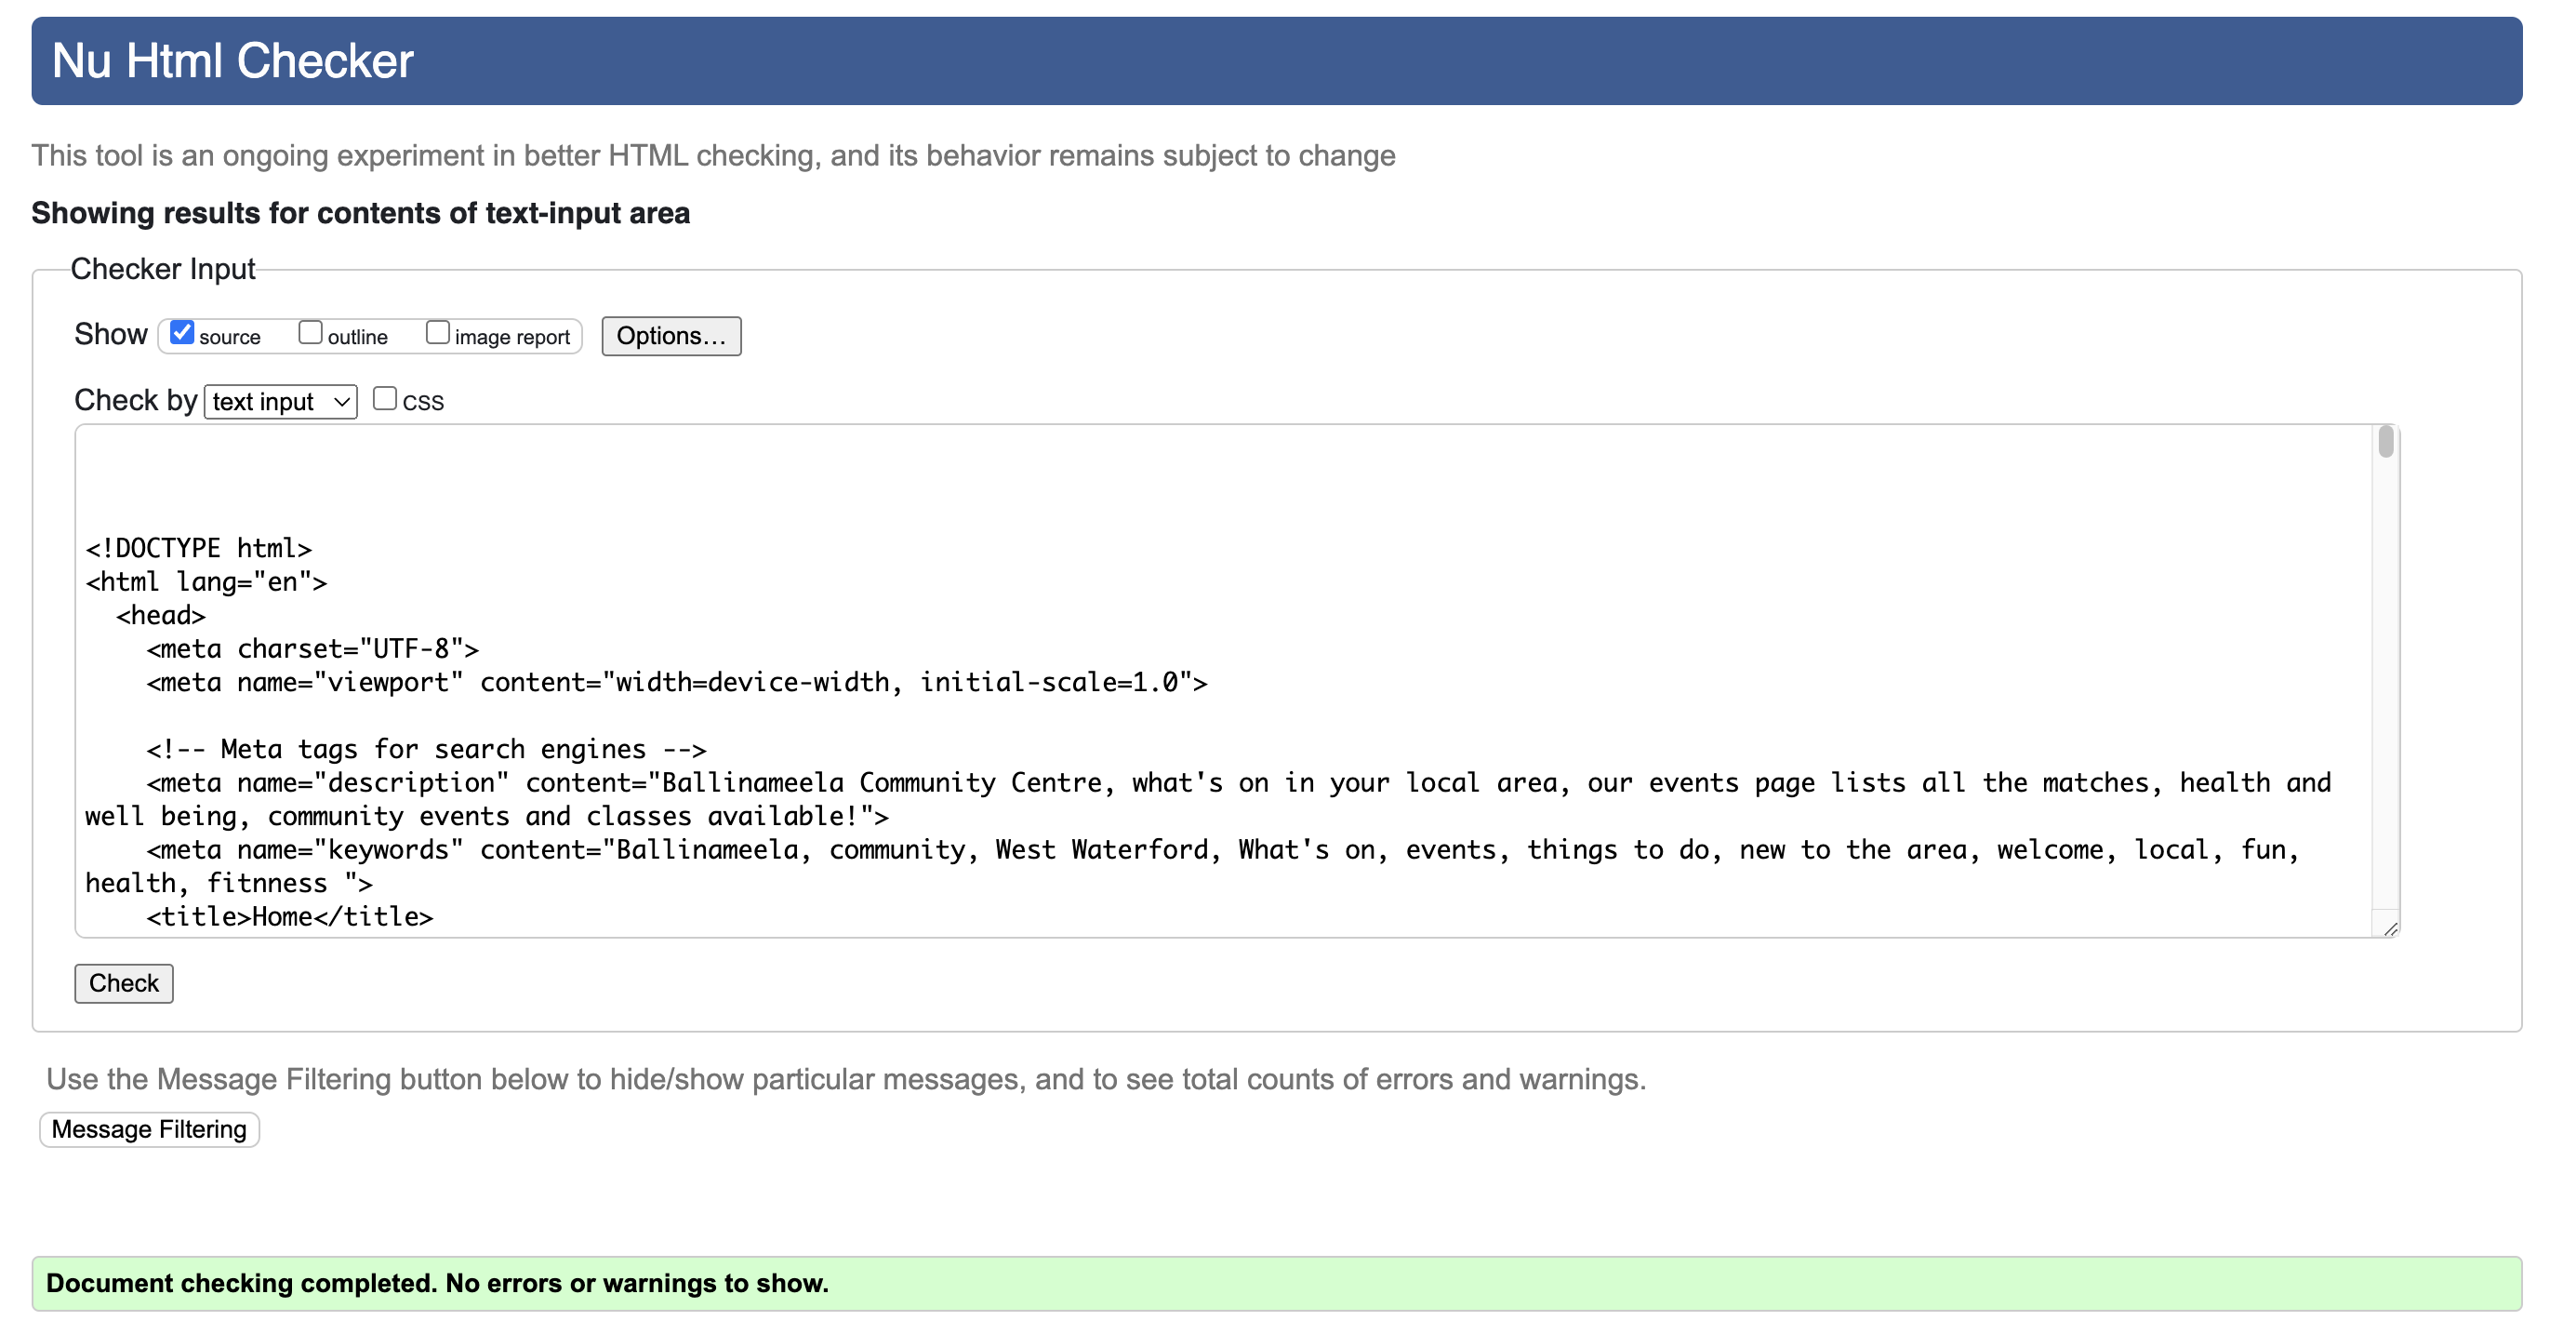 Nu Html Checker
This tool is an ongoing experiment in better HTML checking, and its behavior remains subject to change
Showing results for contents of text-input area
Checker Input
Show source outline image report Options...
Check by text input CSS
<!DOCTYPE html>
<html lang="en">
  <head>
    <meta charset="UTF-8">
    <meta name="viewport" content="width=device-width, initial-scale=1.0">
    <!-- Meta tags for search engines -->
    <meta name="description" content="Ballinameela Community Centre, what's on in your local area, our events page lists all the matches, health and
well being, community events and classes available!">
    <meta name="keywords" content="Ballinameela, community, West Waterford, What's on, events, things to do, new to the area, welcome, local, fun,
health, fitnness ">
    <title>Home</title>
Check
Use the Message Filtering button below to hide/show particular messages, and to see total counts of errors and warnings.
Message Filtering
Document checking completed. No errors or warnings to show.